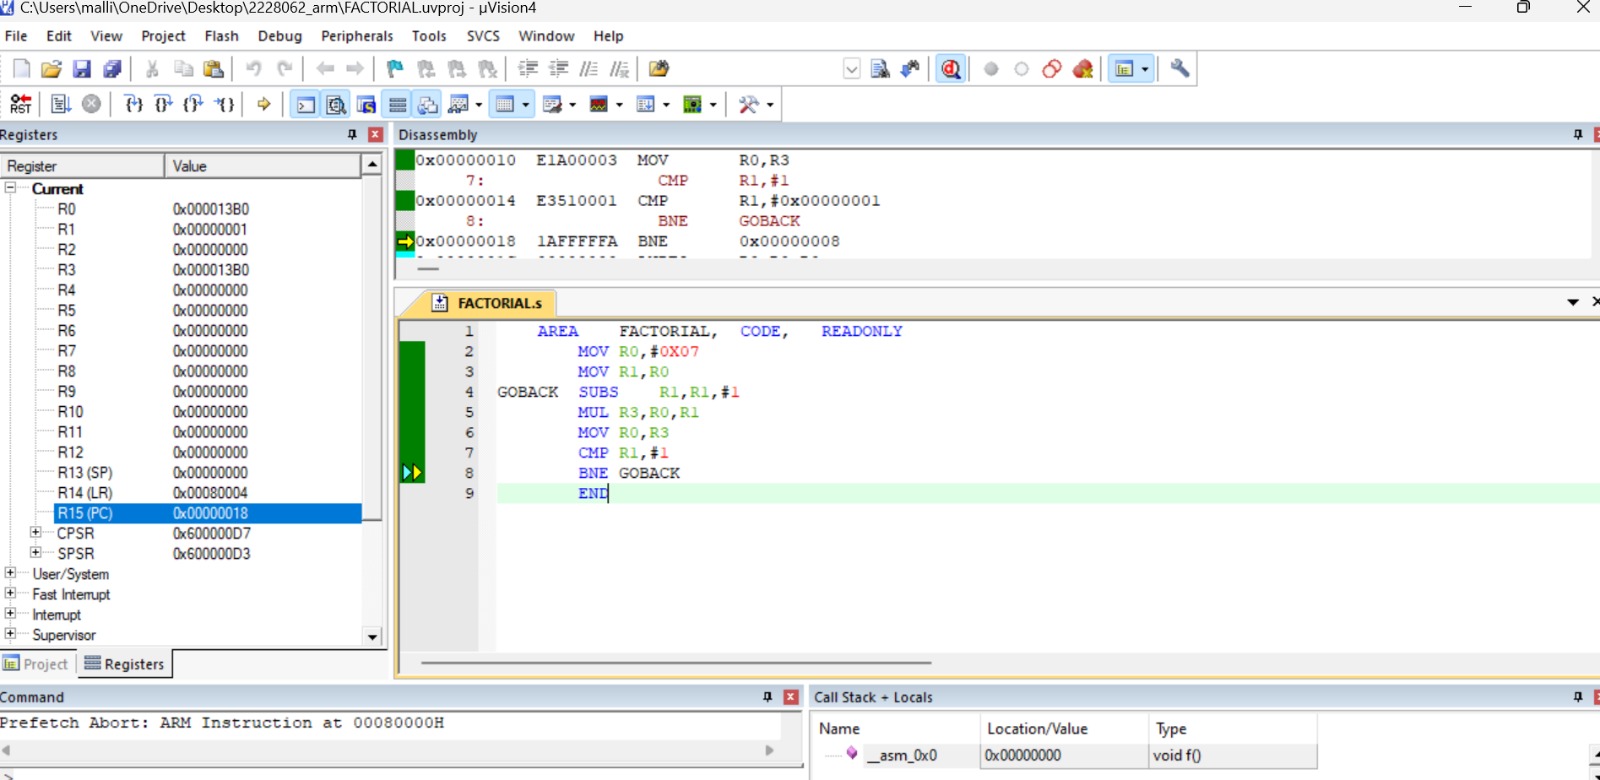 C:\Users\malli\OneDrive\Desktop\2228062_arm\FACTORIAL.uvproj - µVision4
File Edit View Project Flash Debug Peripherals Tools SVCS Window Help
RST
Registers
Register Value
Current
R0 0x000013B0
R1 0x00000001
R2 0x00000000
R3 0x000013B0
R4 0x00000000
R5 0x00000000
R6 0x00000000
R7 0x00000000
R8 0x00000000
R9 0x00000000
R10 0x00000000
R11 0x00000000
R12 0x00000000
R13 (SP) 0x00000000
R14 (LR) 0x00080004
R15 (PC) 0x00000018
CPSR 0x600000D7
SPSR 0x600000D3
User/System
Fast Interrupt
Interrupt
Supervisor
Project Registers
Disassembly
0x00000010 E1A00003 MOV R0,R3
7: CMP R1,#1
0x00000014 E3510001 CMP R1,#0x00000001
8: BNE GOBACK
0x00000018 1AFFFFFA BNE 0x00000008
FACTORIAL.s
1 AREA FACTORIAL, CODE, READONLY
2 MOV R0,#0X07
3 MOV R1,R0
4 GOBACK SUBS R1,R1,#1
5 MUL R3,R0,R1
6 MOV R0,R3
7 CMP R1,#1
8 BNE GOBACK
9 END
Command
Prefetch Abort: ARM Instruction at 00080000H
>
Call Stack + Locals
Name Location/Value Type
__asm_0x0 0x00000000 void f()